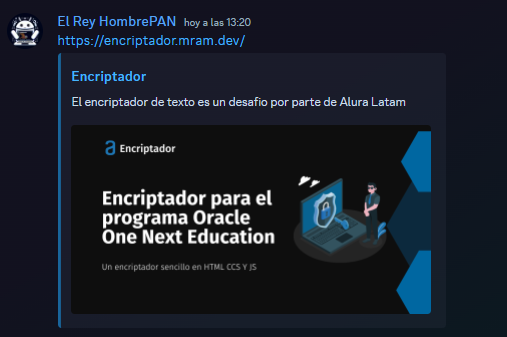 El Rey HombrePAN hoy a las 13:20
https://encriptador.mram.dev/
Encriptador
El encriptador de texto es un desafio por parte de Alura Latam
a Encriptador
Encriptador para el
programa Oracle
One Next Education
Un encriptador sencillo en HTML CCS Y JS